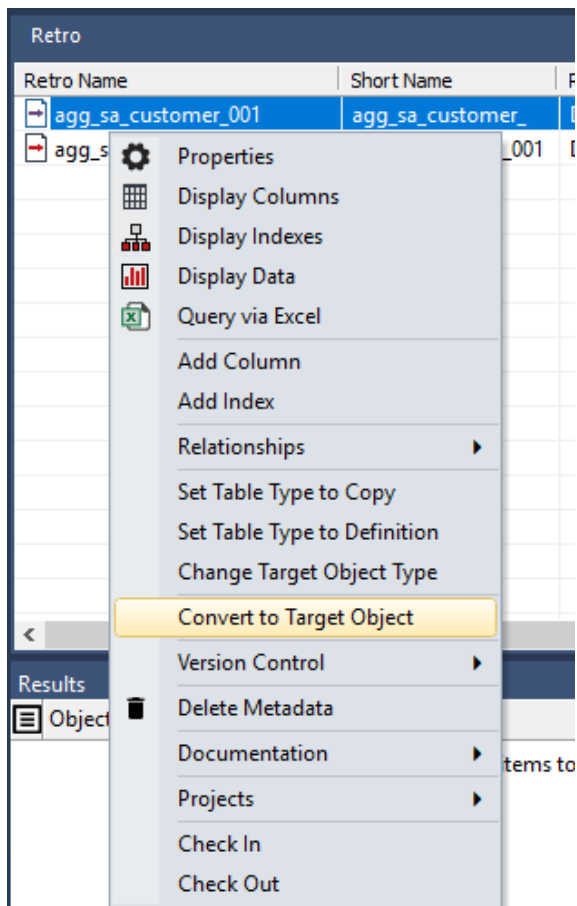 Retro
Retro Name Short Name
agg_sa_customer_001 agg_sa_customer_
agg_s _001
Properties
Display Columns
Display Indexes
Display Data
Query via Excel
Add Column
Add Index
Relationships
Set Table Type to Copy
Set Table Type to Definition
Change Target Object Type
Convert to Target Object
Version Control
Results
Object
Delete Metadata
Documentation
items to
Projects
Check In
Check Out